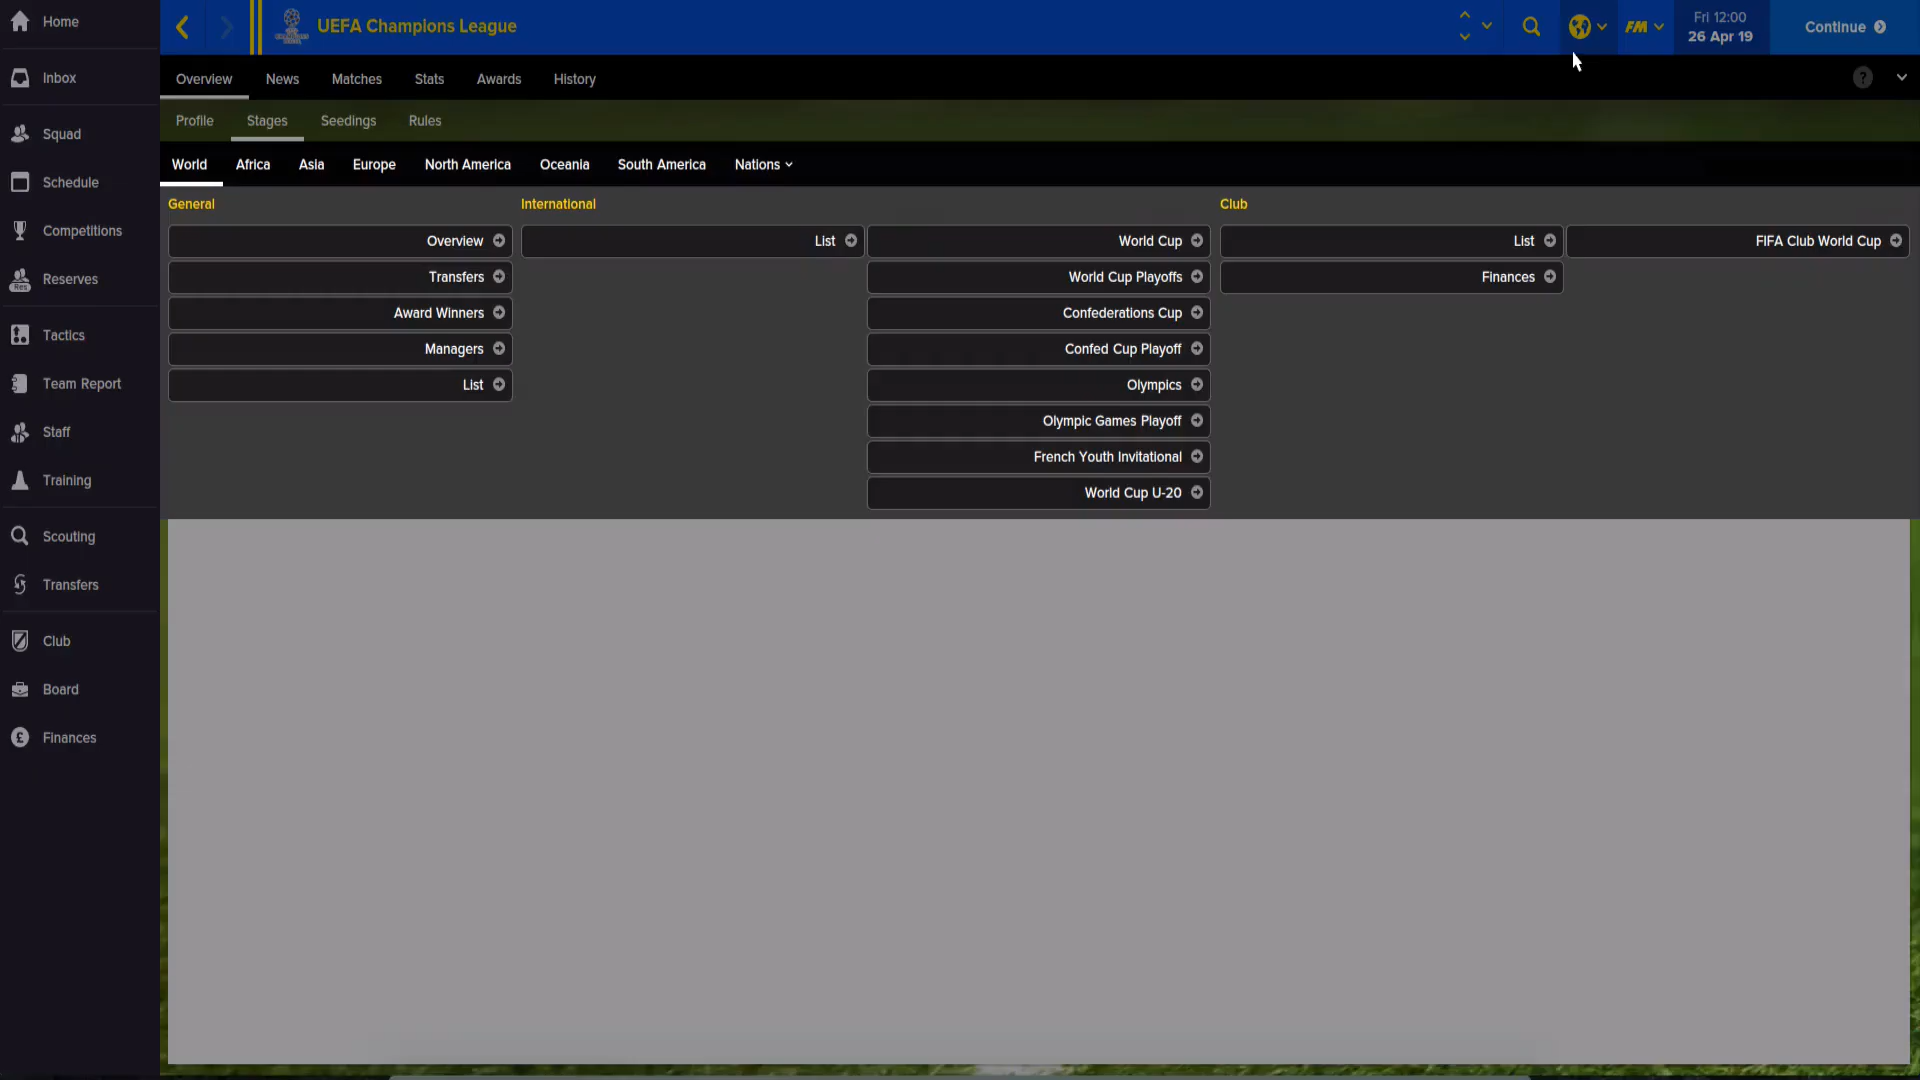 Home
Inbox
Squad
Schedule
Competitions
Reserves
Tactics
Team Report
Staff
Training
Scouting
Transfers
Club
Board
Finances
UEFA Champions League
FM
Fri 12:00
26 Apr 19
Continue
Overview News Matches Stats Awards History
?
Profile Stages Seedings Rules
World Africa Asia Europe North America Oceania South America Nations
General
Overview
Transfers
Award Winners
Managers
List
International
List
World Cup
World Cup Playoffs
Confederations Cup
Confed Cup Playoff
Olympics
Olympic Games Playoff
French Youth Invitational
World Cup U-20
Club
List
Finances
FIFA Club World Cup